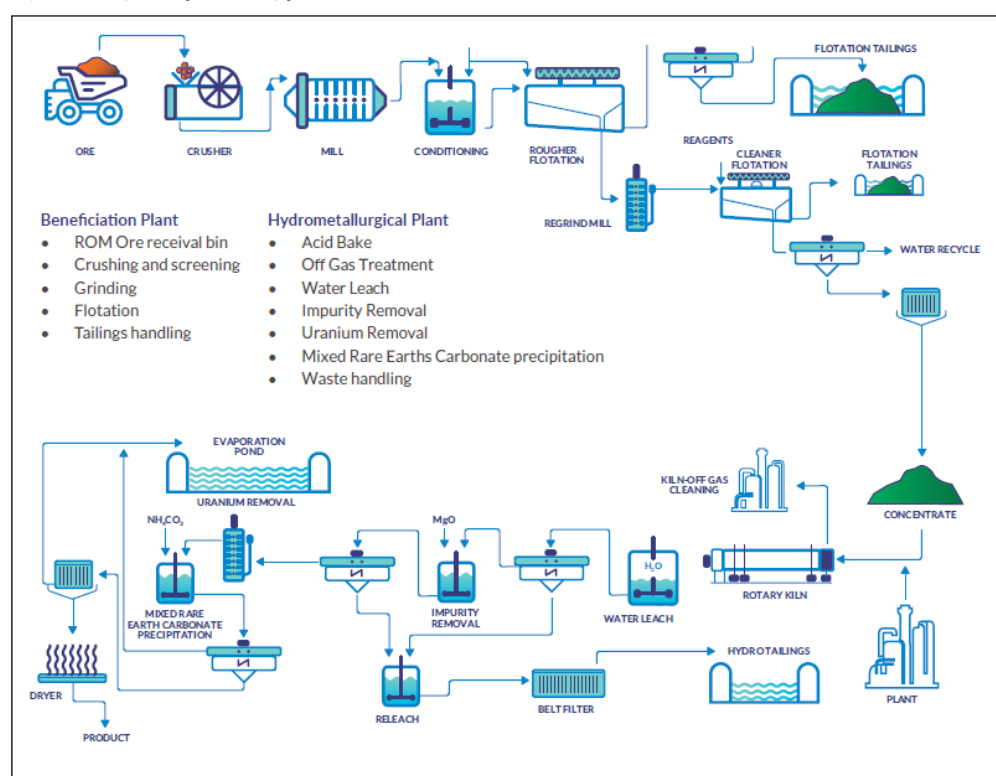 FLOTATION TAILINGS
ORE
CRUSHER
MILL
CONDITIONING
ROUGHER
FLOTATION
REAGENTS
CLEANER
FLOTATION
FLOTATION
TAILINGS
REGRIND MILL
WATER RECYCLE
Beneficiation Plant
• ROM Ore receival bin
• Crushing and screening
• Grinding
• Flotation
• Tailings handling
Hydrometallurgical Plant
• Acid Bake
• Off Gas Treatment
• Water Leach
• Impurity Removal
• Uranium Removal
• Mixed Rare Earths Carbonate precipitation
• Waste handling
EVAPORATION
POND
URANIUM REMOVAL
KILN-OFF GAS
CLEANING
CONCENTRATE
NH₄CO₃
MgO
H₂O
MIXED RARE
EARTH CARBONATE
PRECIPITATION
IMPURITY
REMOVAL
WATER LEACH
ROTARY KILN
HYDRO TAILINGS
DRYER
RELEACH
BELT FILTER
PLANT
PRODUCT